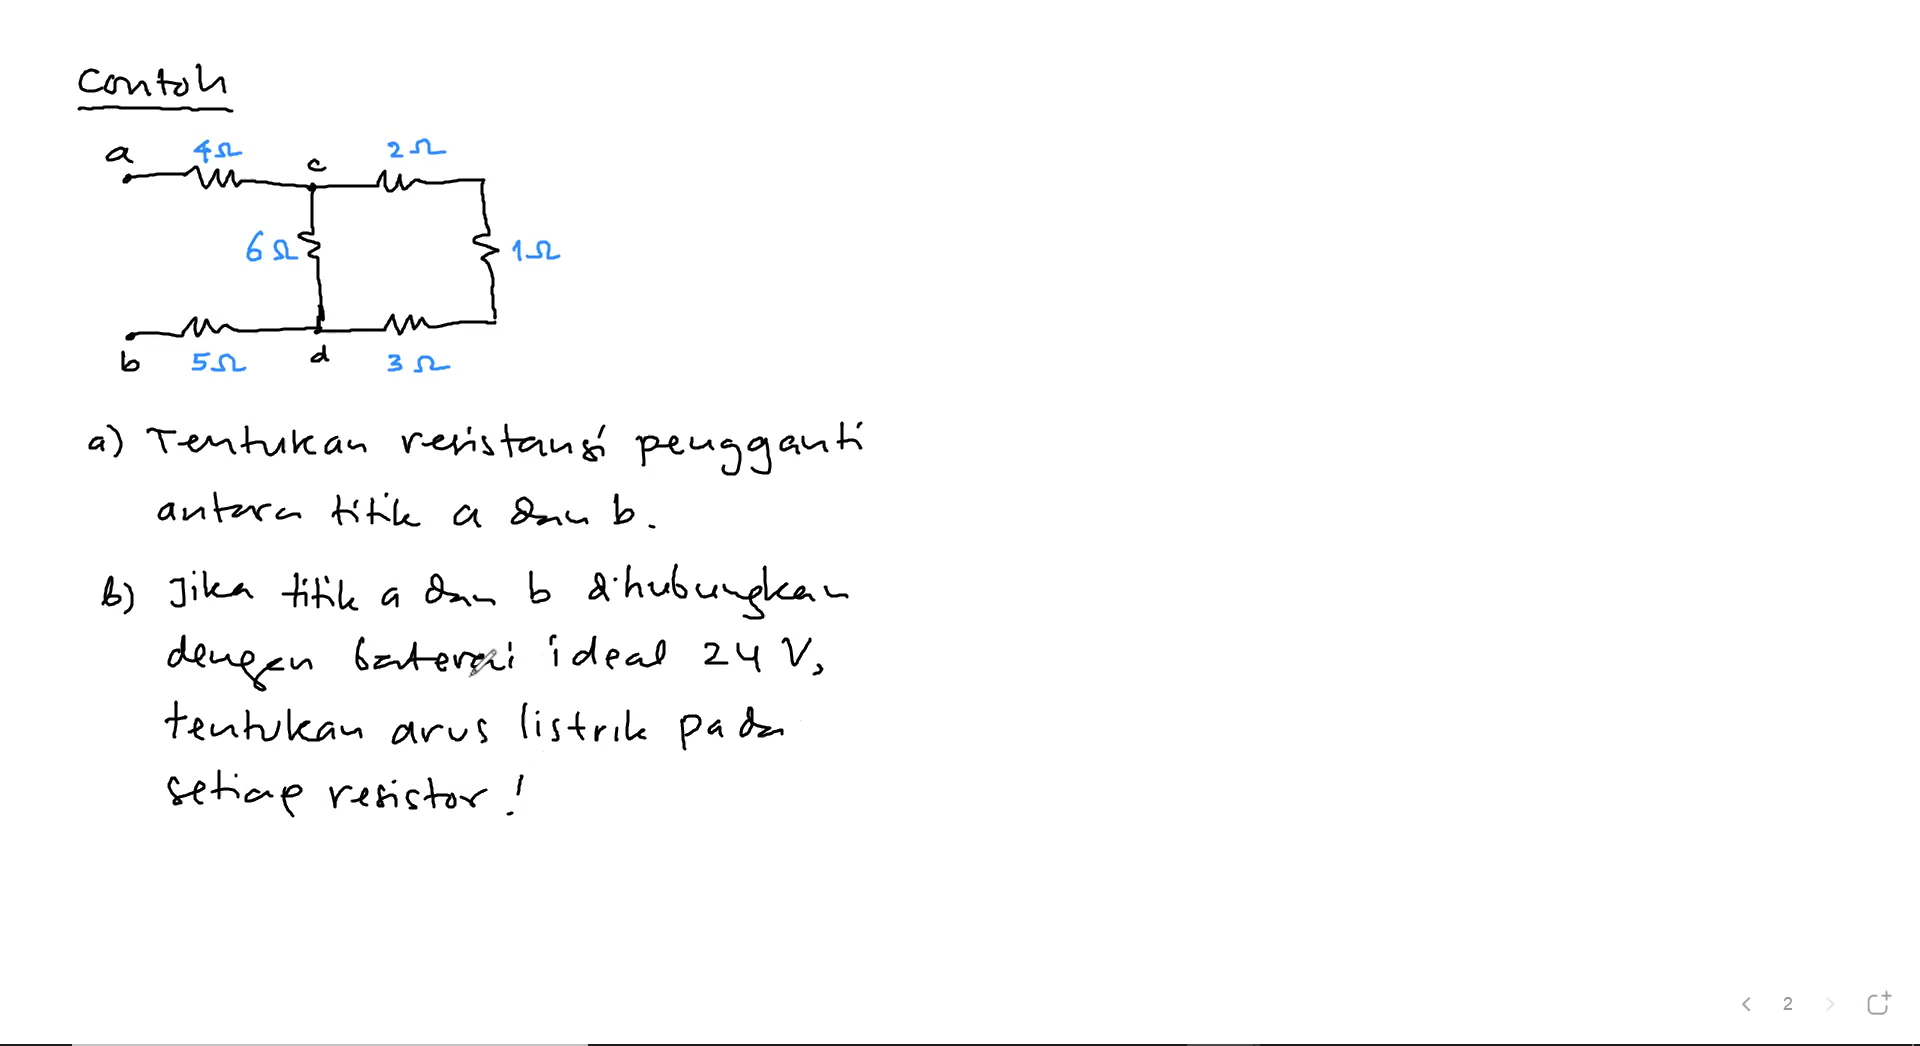 Contoh
a 4Ω c 2Ω
6Ω 1Ω
b 5Ω d 3Ω
a) Tentukan resistansi pengganti
antara titik a dan b.
b) Jika titik a dan b dihubungkan
dengan baterai ideal 24 V,
tentukan arus listrik pada
setiap resistor!
2